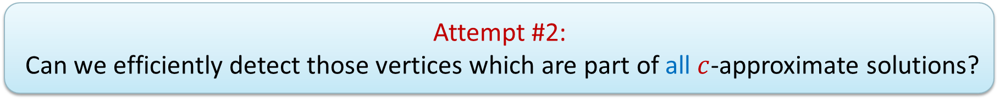 Attempt #2:
Can we efficiently detect those vertices which are part of all c-approximate solutions?